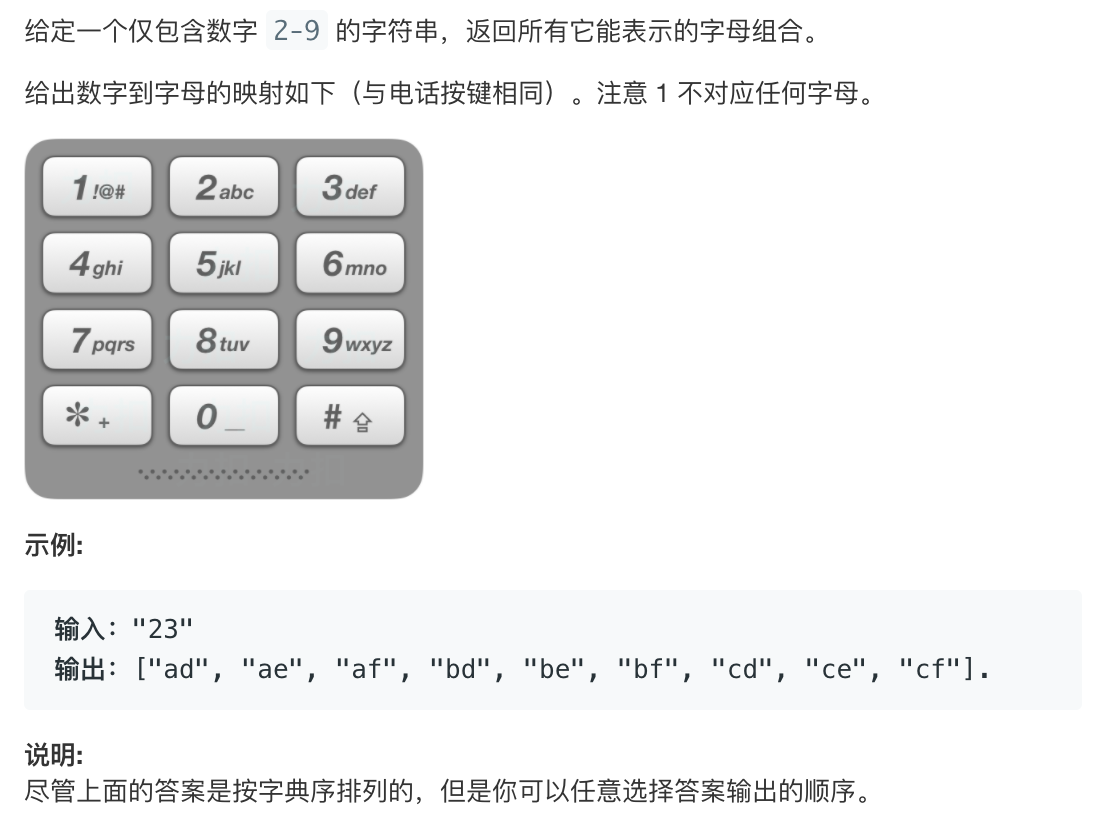 给定一个仅包含数字 2-9 的字符串，返回所有它能表示的字母组合。
给出数字到字母的映射如下（与电话按键相同）。注意 1 不对应任何字母。
1 !@# 2 abc 3 def
4 ghi 5 jkl 6 mno
7 pqrs 8 tuv 9 wxyz
* + 0 _ #
示例:
输入："23"
输出：["ad", "ae", "af", "bd", "be", "bf", "cd", "ce", "cf"].
说明:
尽管上面的答案是按字典序排列的，但是你可以任意选择答案输出的顺序。